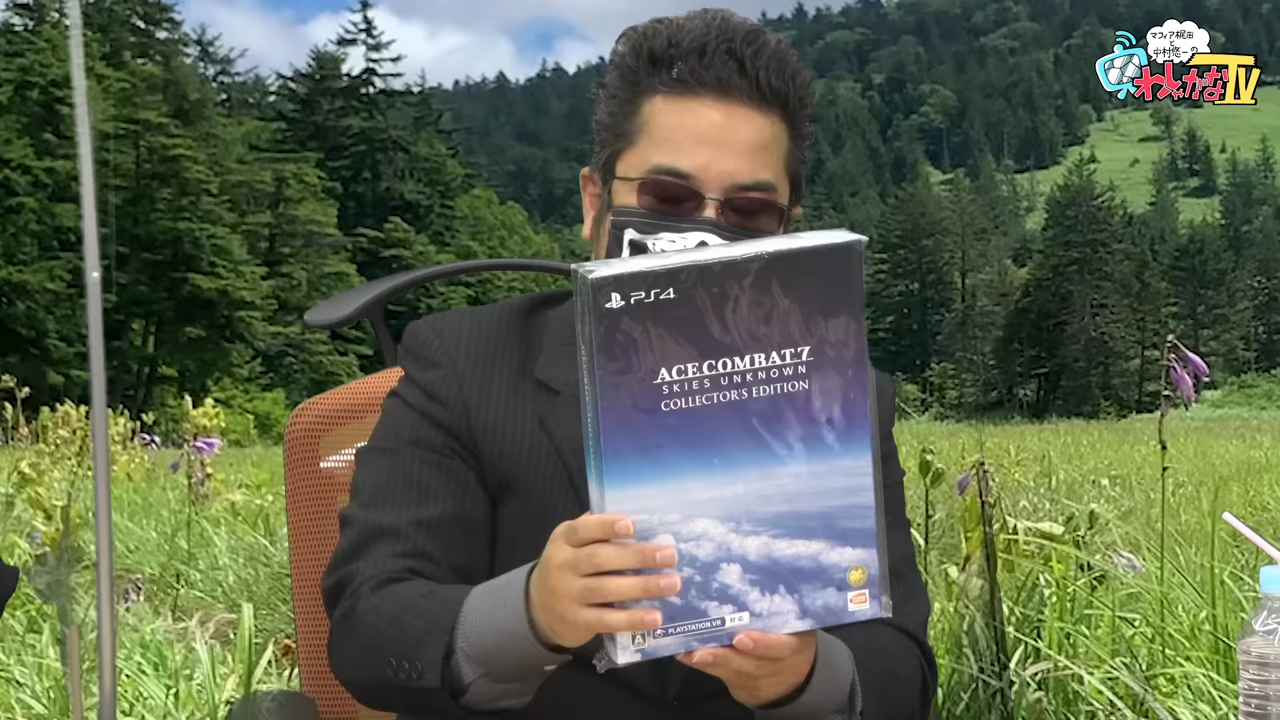 マフィア梶田
と
中村悠一の
わしゃがなTV
PS4
ACE COMBAT 7
SKIES UNKNOWN
COLLECTOR'S EDITION
PLAYSTATION VR 対応
A